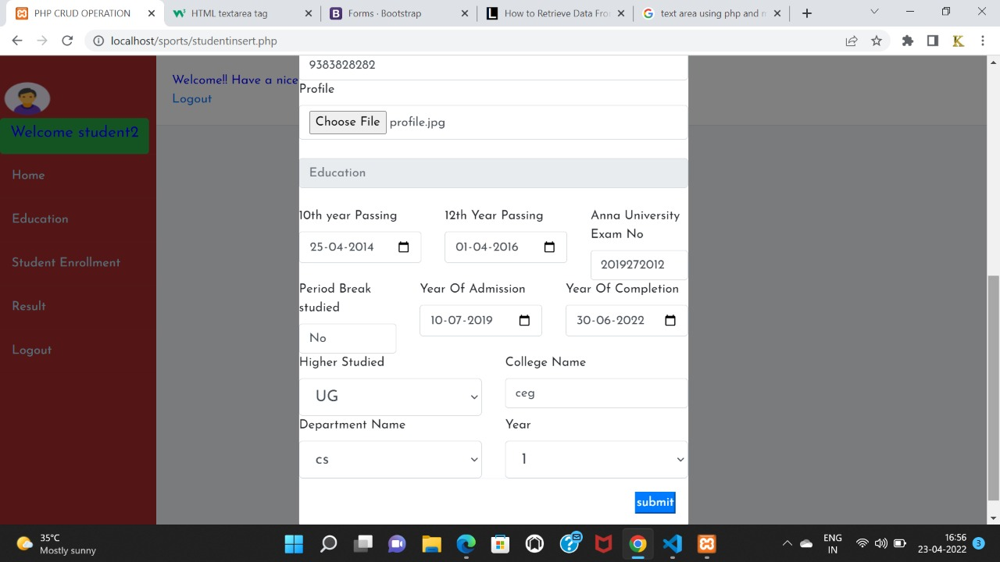 PHP CRUD OPERATION
HTML textarea tag
Forms · Bootstrap
How to Retrieve Data Fro
text area using php and m
localhost/sports/studentinsert.php
Welcome!! Have a nice
Logout
Welcome student2
Home
Education
Student Enrollment
Result
Logout
9383828282
Profile
Choose File profile.jpg
Education
10th year Passing
12th Year Passing
Anna University
Exam No
25-04-2014
01-04-2016
2019272012
Period Break
studied
Year Of Admission
Year Of Completion
No
10-07-2019
30-06-2022
Higher Studied
College Name
UG
ceg
Department Name
Year
cs
1
submit
35°C
Mostly sunny
ENG
IN
16:56
23-04-2022
3